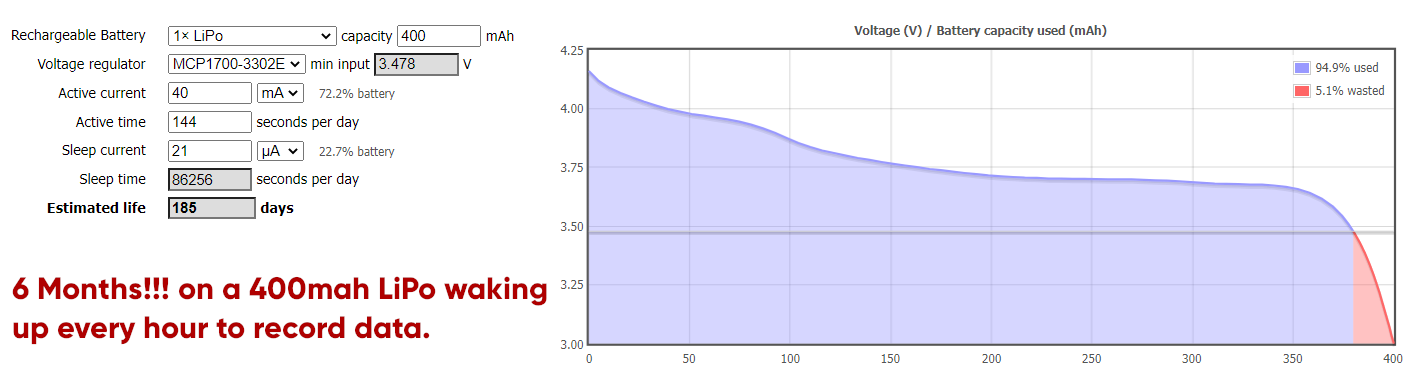 Rechargeable Battery 1× LiPo capacity 400 mAh
Voltage regulator MCP1700-3302E min input 3.478 V
Active current 40 mA 72.2% battery
Active time 144 seconds per day
Sleep current 21 µA 22.7% battery
Sleep time 86256 seconds per day
Estimated life 185 days
6 Months!!! on a 400mah LiPo waking
up every hour to record data.
Voltage (V) / Battery capacity used (mAh)
94.9% used
5.1% wasted
4.25
4.00
3.75
3.50
3.25
3.00
0 50 100 150 200 250 300 350 400